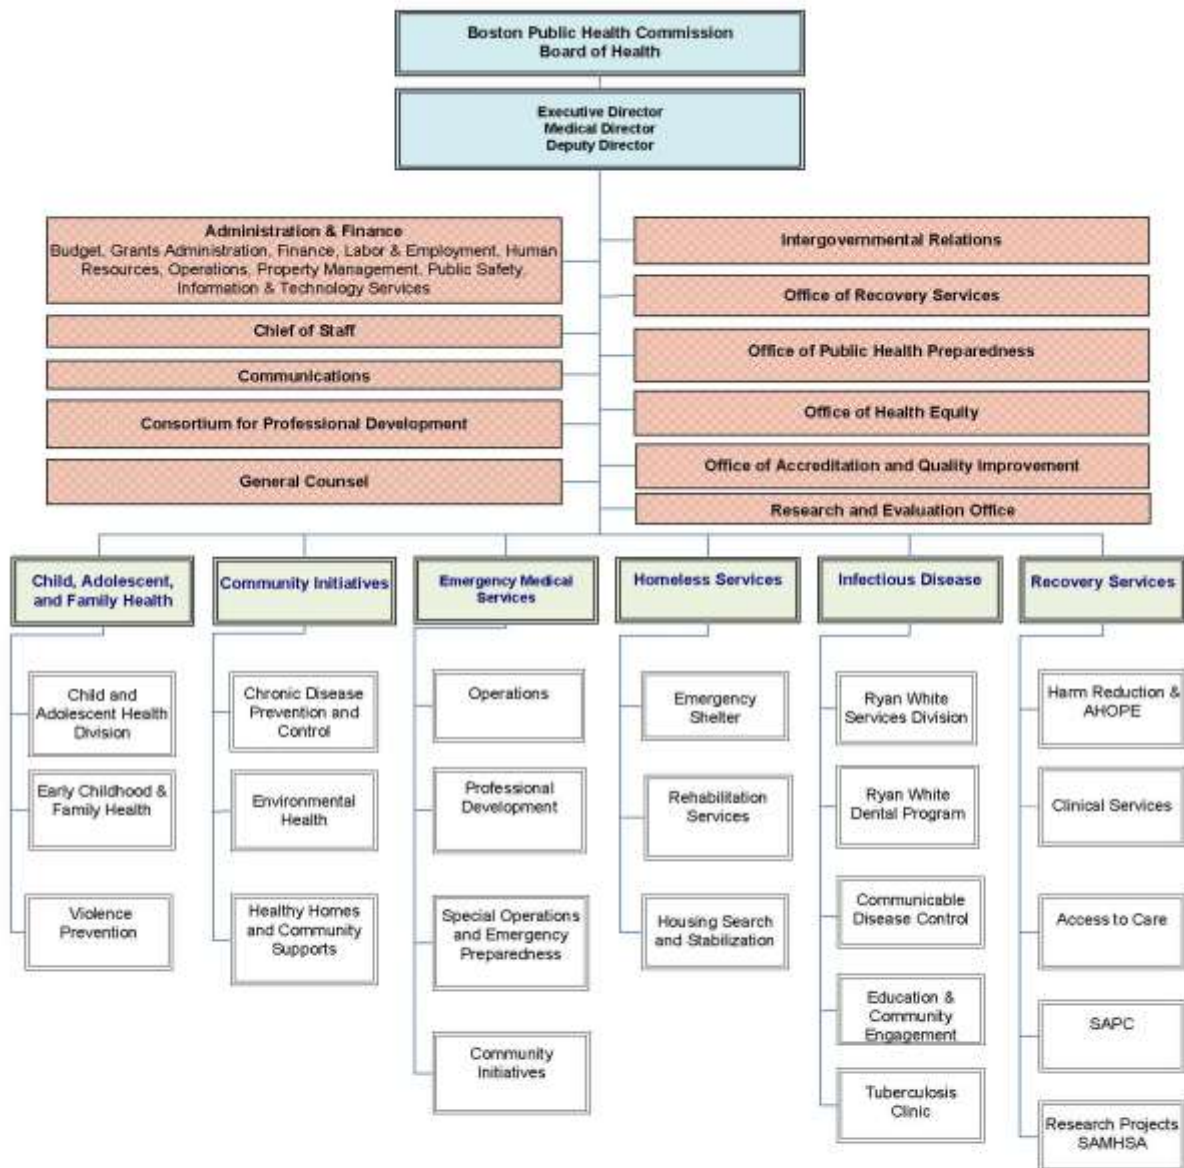 Boston Public Health Commission
Board of Health
Executive Director
Medical Director
Deputy Director
Administration & Finance
Budget, Grants Administration, Finance, Labor & Employment, Human
Resources, Operations, Property Management, Public Safety
Information & Technology Services
Chief of Staff
Communications
Consortium for Professional Development
General Counsel
Intergovernmental Relations
Office of Recovery Services
Office of Public Health Preparedness
Office of Health Equity
Office of Accreditation and Quality Improvement
Research and Evaluation Office
Child, Adolescent,
and Family Health
Child and
Adolescent Health
Division
Early Childhood &
Family Health
Violence
Prevention
Community Initiatives
Chronic Disease
Prevention and
Control
Environmental
Health
Healthy Homes
and Community
Supports
Emergency Medical
Services
Operations
Professional
Development
Special Operations
and Emergency
Preparedness
Community
Initiatives
Homeless Services
Emergency
Shelter
Rehabilitation
Services
Housing Search
and Stabilization
Infectious Disease
Ryan White
Services Division
Ryan White
Dental Program
Communicable
Disease Control
Education &
Community
Engagement
Tuberculosis
Clinic
Recovery Services
Harm Reduction &
AHOPE
Clinical Services
Access to Care
SAPC
Research Projects
SAMHSA